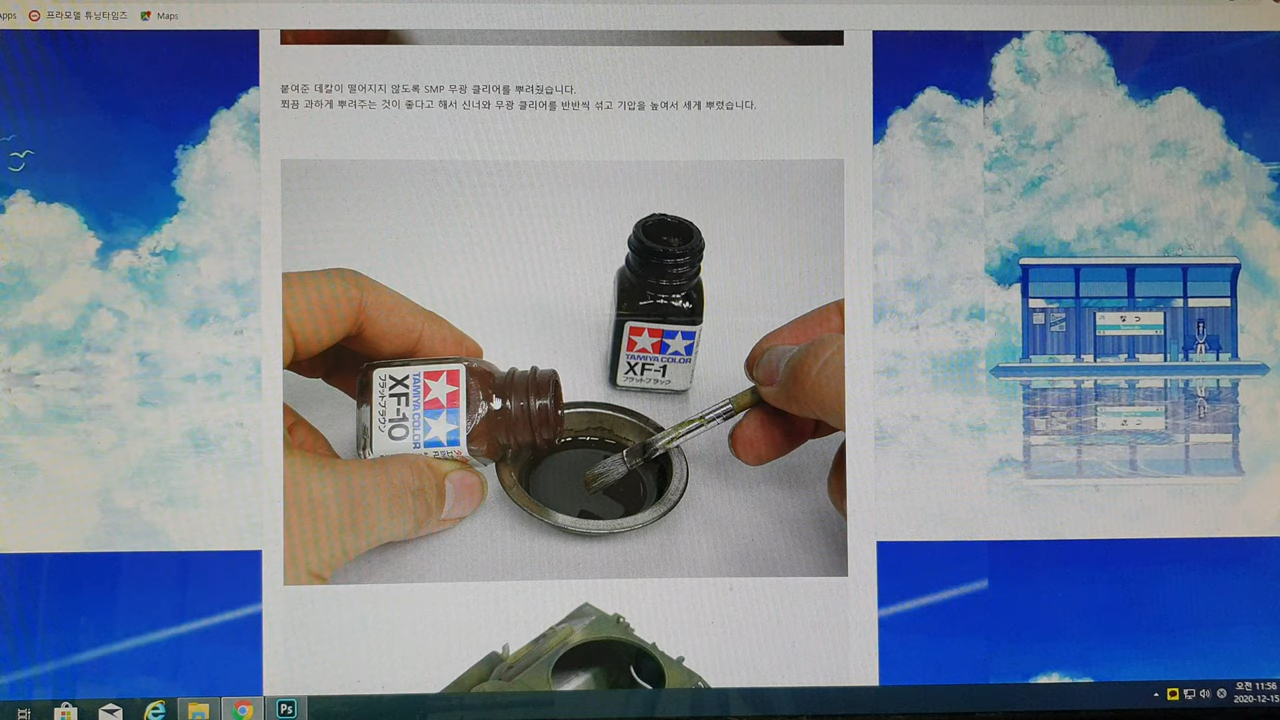 Apps 프라모델 튜닝타임즈 Maps
붙여준 데칼이 떨어지지 않도록 SMP 무광 클리어를 뿌려줬습니다.
쬐끔 과하게 뿌려주는 것이 좋다고 해서 신너와 무광 클리어를 반반씩 섞고 기압을 높여서 세게 뿌렸습니다.
TAMIYA COLOR
XF-1
フラットブラック
TAMIYA COLOR
XF-10
フラットブラウン
なつ
Ps
오전 11:56
2020-12-15